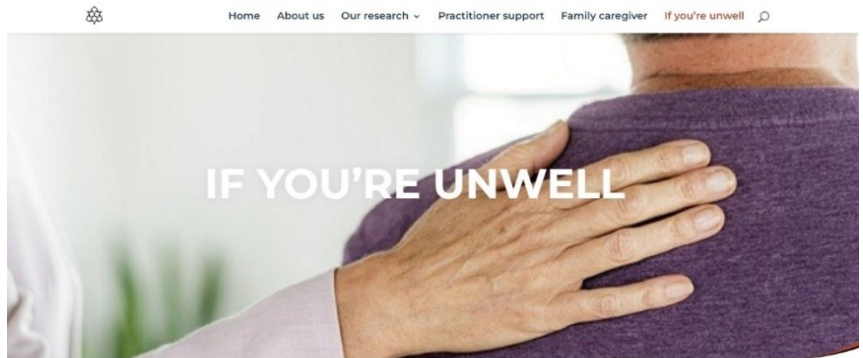 Home About us Our research Practitioner support Family caregiver If you're unwell
IF YOU'RE UNWELL